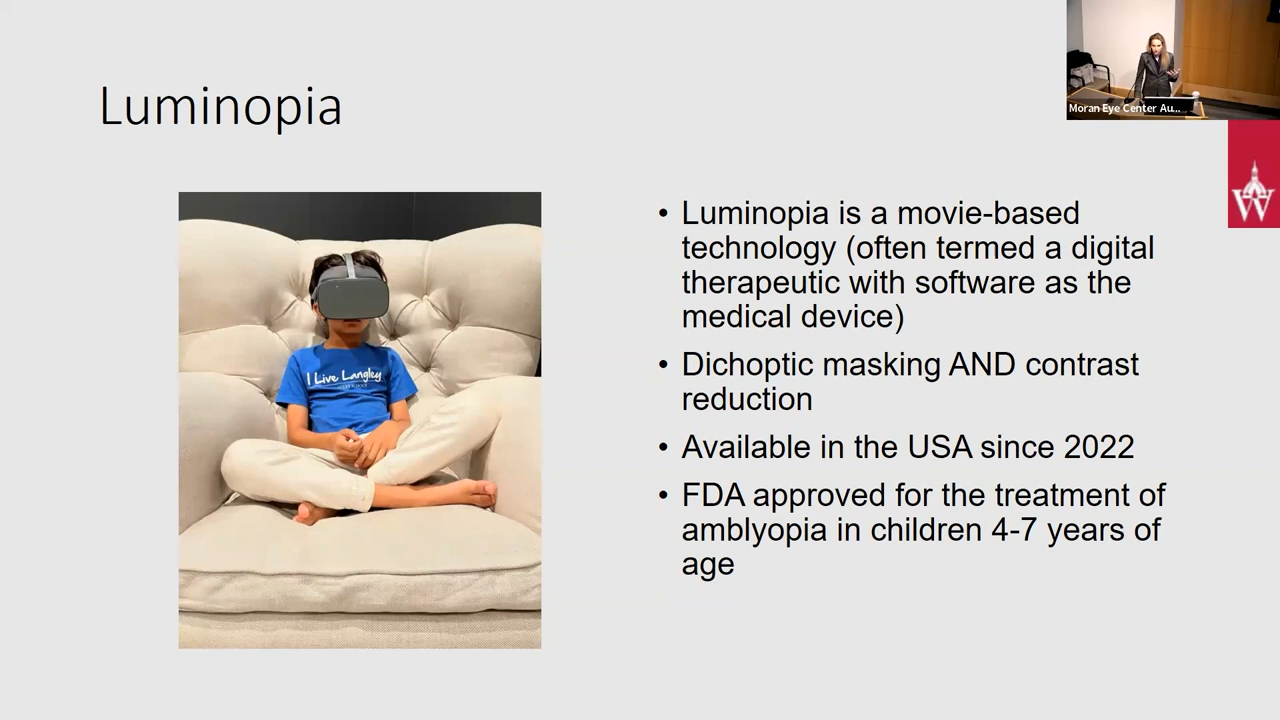 Luminopia
Moran Eye Center Au...
W
I Live Langley
• Luminopia is a movie-based
technology (often termed a digital
therapeutic with software as the
medical device)
• Dichoptic masking AND contrast
reduction
• Available in the USA since 2022
• FDA approved for the treatment of
amblyopia in children 4-7 years of
age